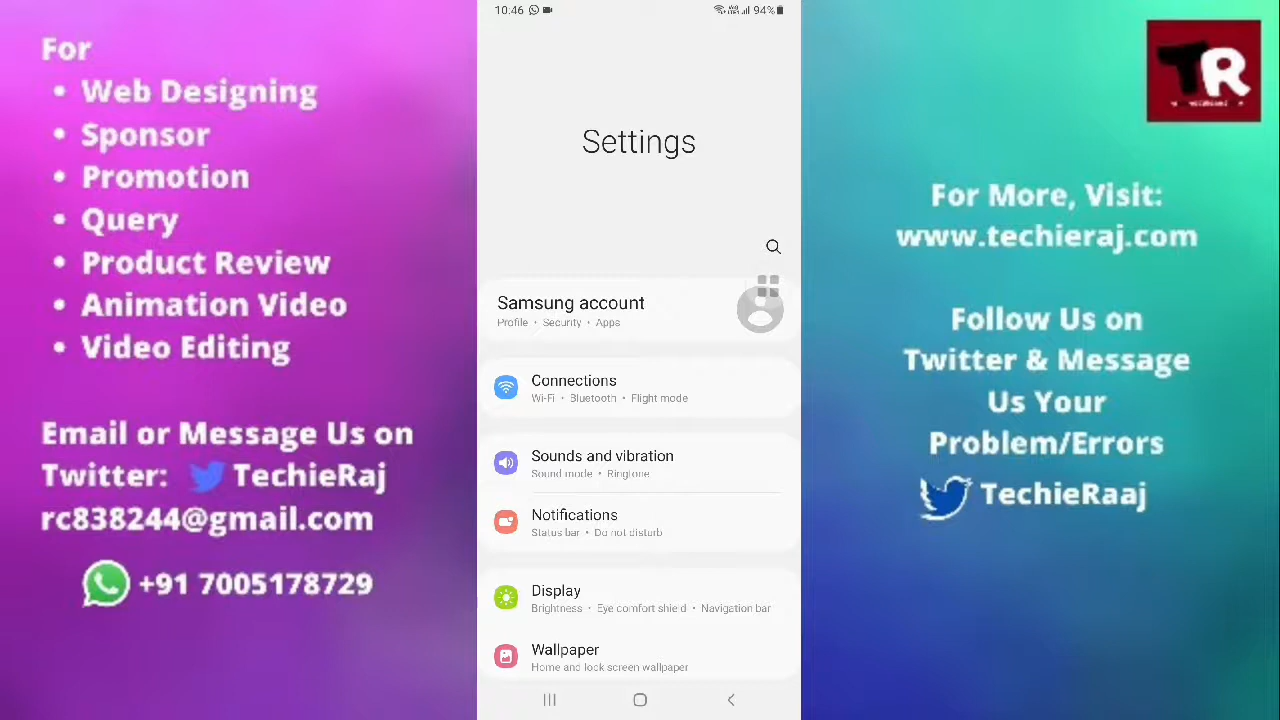 For
• Web Designing
• Sponsor
• Promotion
• Query
• Product Review
• Animation Video
• Video Editing
Email or Message Us on
Twitter: TechieRaj
rc838244@gmail.com
+91 7005178729
10.46
94%
Settings
Samsung account
Profile • Security • Apps
Connections
Wi-Fi • Bluetooth • Flight mode
Sounds and vibration
Sound mode • Ringtone
Notifications
Status bar • Do not disturb
Display
Brightness • Eye comfort shield • Navigation bar
Wallpaper
Home and lock screen wallpaper
TR
For More, Visit:
www.techieraj.com
Follow Us on
Twitter & Message
Us Your
Problem/Errors
TechieRaaj